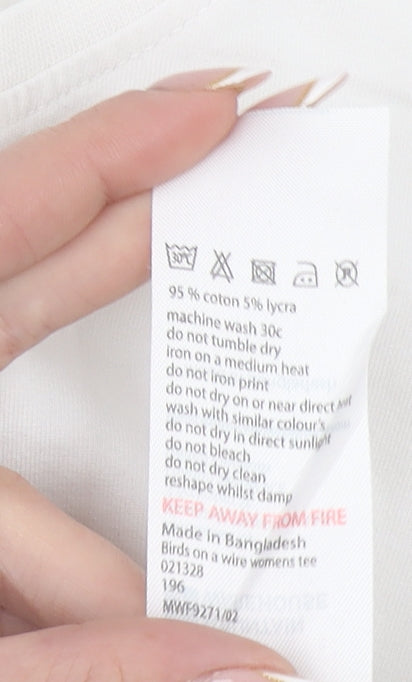 30°C
95 % coton 5% lycra
machine wash 30c
do not tumble dry
iron on a medium heat
do not iron print
do not dry on or near direct
wash with similar colour's
do not dry in direct sunlight
do not bleach
do not dry clean
reshape whilst damp
KEEP AWAY FROM FIRE
Made in Bangladesh
Birds on a wire womens tee
021328
196
MWF9271/02